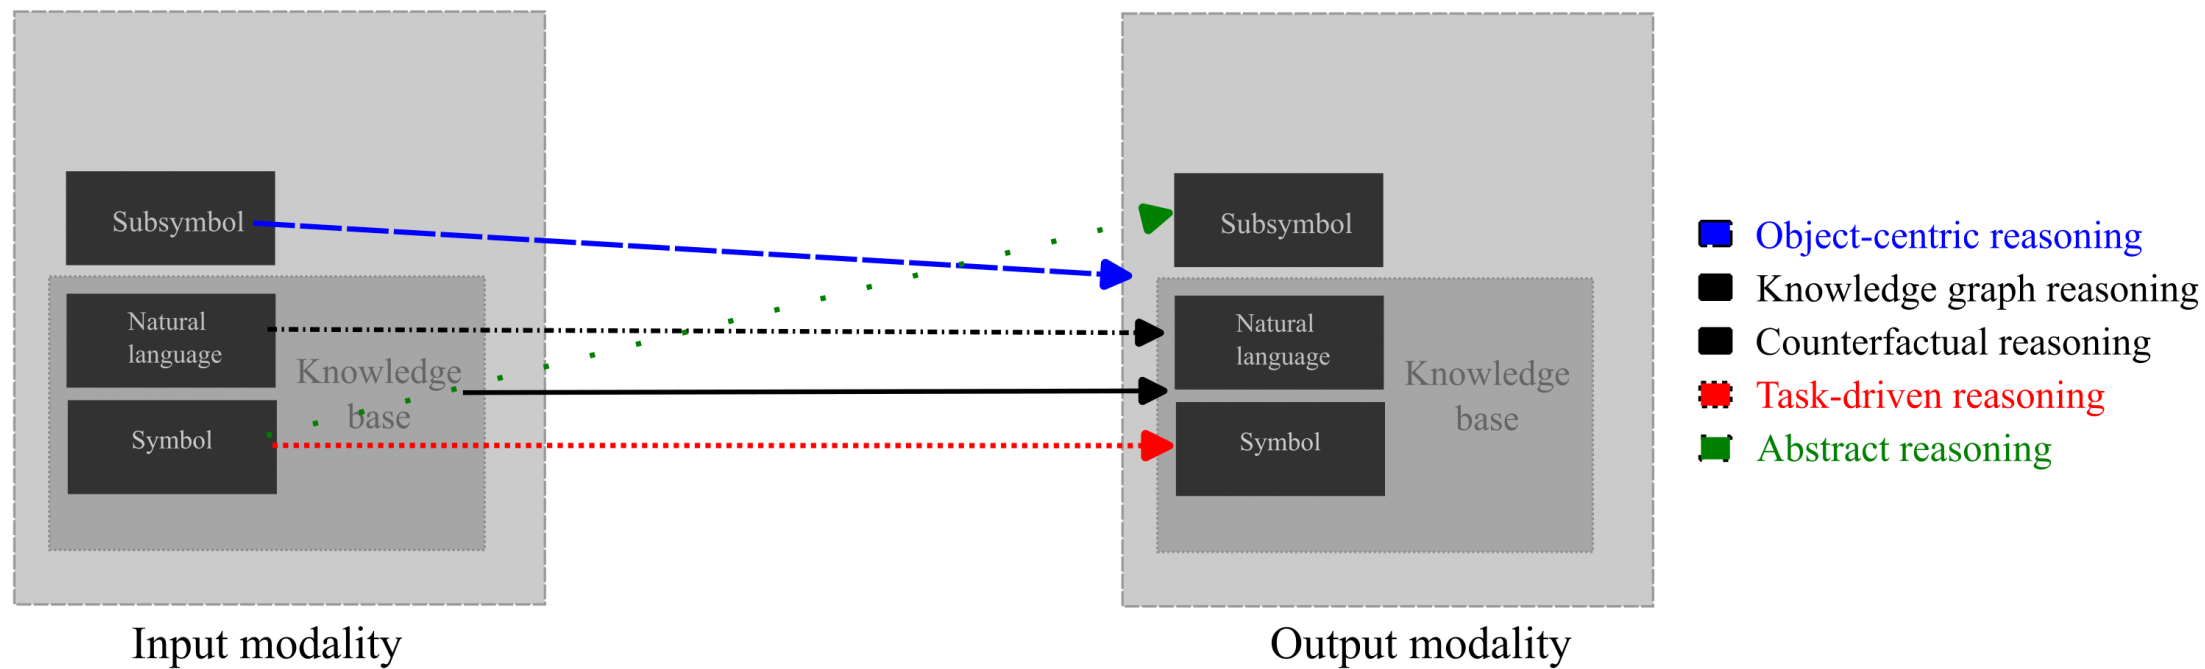 Subsymbol
Natural
language
Knowledge
base
Symbol
Input modality
Subsymbol
Natural
language
Knowledge
base
Symbol
Output modality
Object-centric reasoning
Knowledge graph reasoning
Counterfactual reasoning
Task-driven reasoning
Abstract reasoning